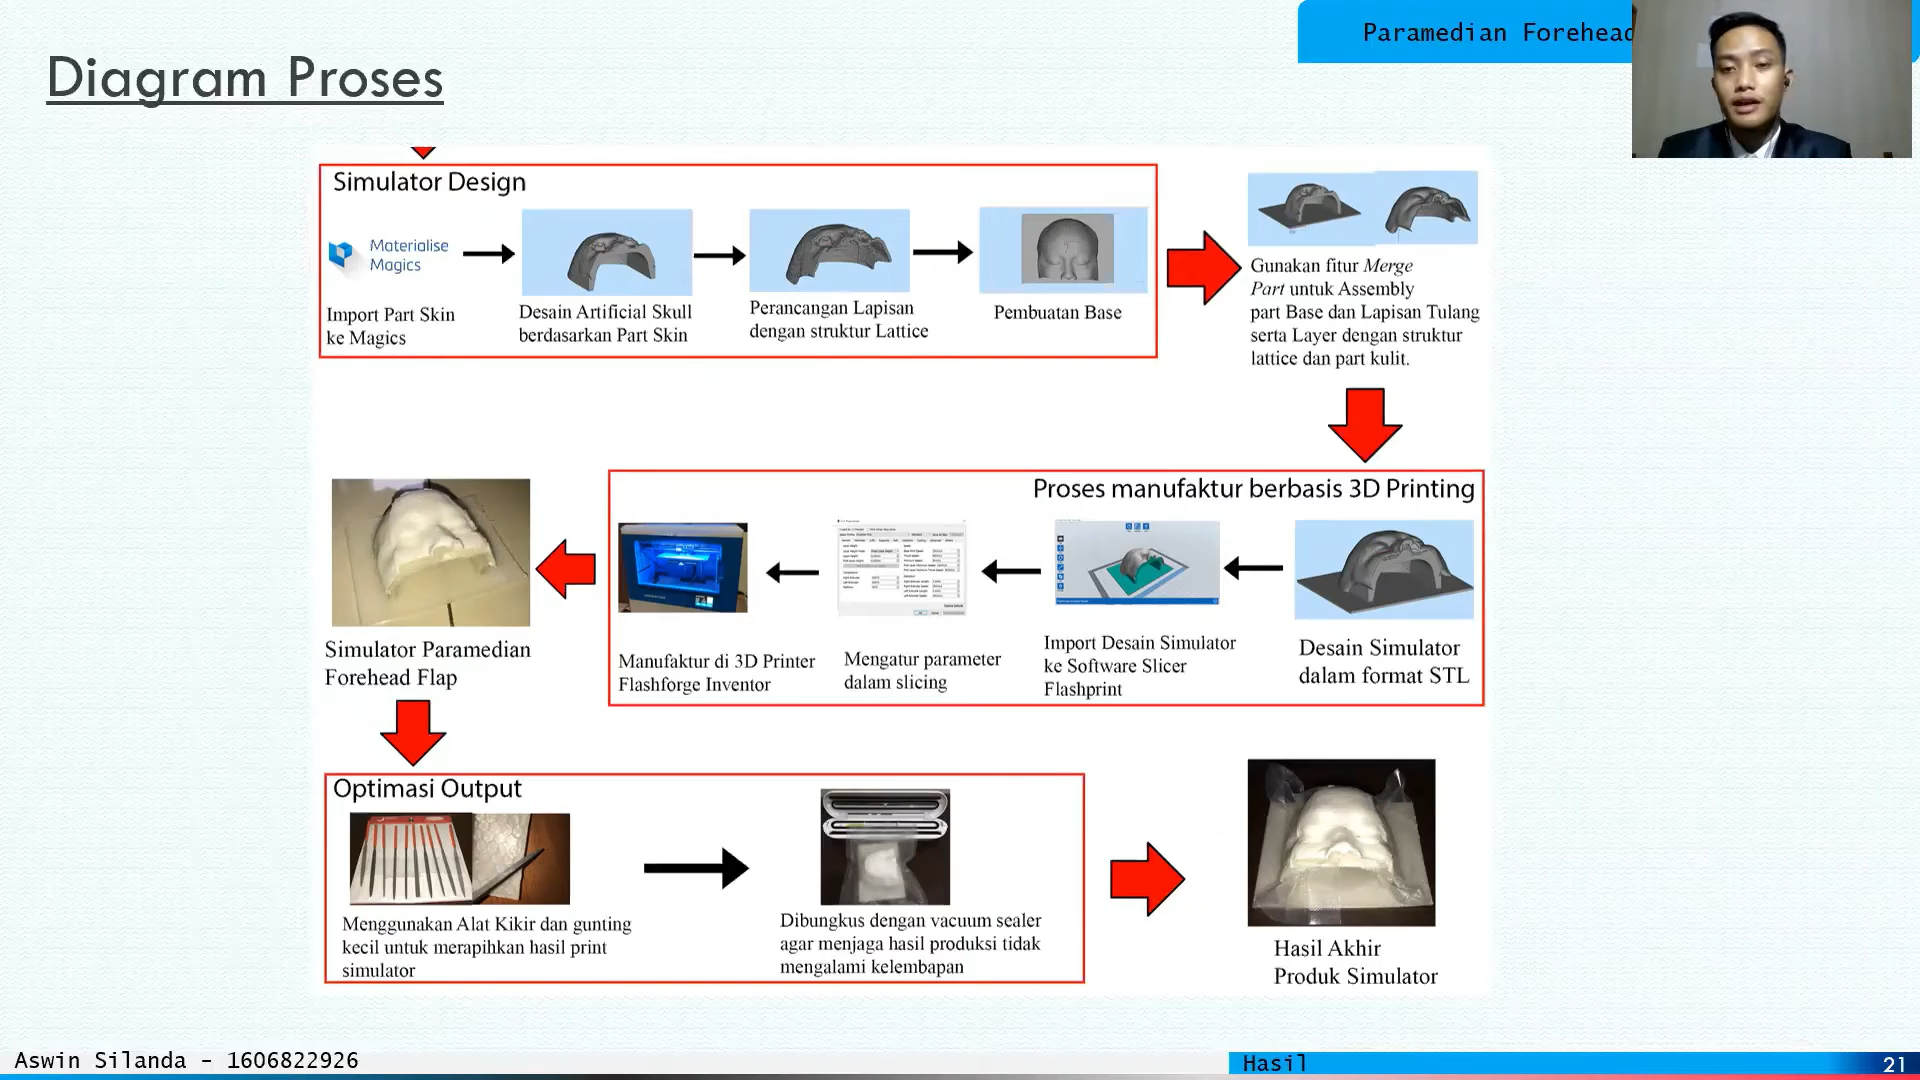 Paramedian Forehead
Diagram Proses
Simulator Design
Materialise
Magics
Import Part Skin
ke Magics
Desain Artificial Skull
berdasarkan Part Skin
Perancangan Lapisan
dengan struktur Lattice
Pembuatan Base
Gunakan fitur Merge
Part untuk Assembly
part Base dan Lapisan Tulang
serta Layer dengan struktur
lattice dan part kulit.
Proses manufaktur berbasis 3D Printing
Desain Simulator
dalam format STL
Import Desain Simulator
ke Software Slicer
Flashprint
Mengatur parameter
dalam slicing
Manufaktur di 3D Printer
Flashforge Inventor
Simulator Paramedian
Forehead Flap
Optimasi Output
Menggunakan Alat Kikir dan gunting
kecil untuk merapihkan hasil print
simulator
Dibungkus dengan vacuum sealer
agar menjaga hasil produksi tidak
mengalami kelembapan
Hasil Akhir
Produk Simulator
Aswin Silanda - 1606822926
Hasil
21